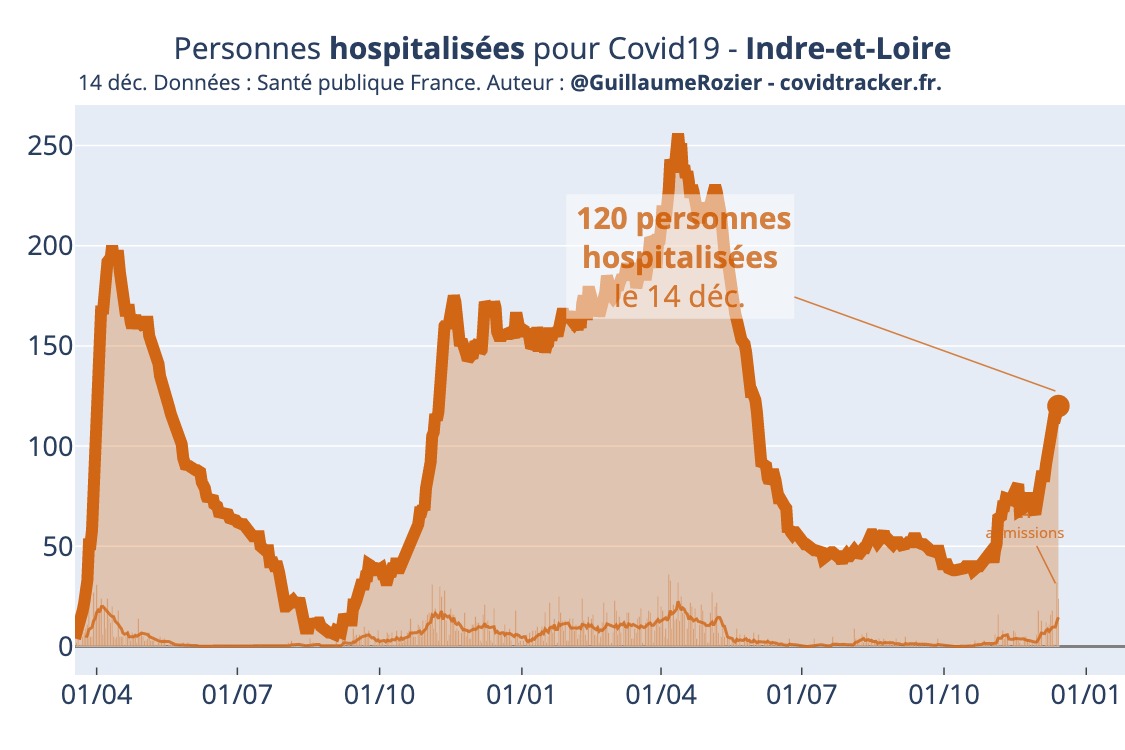 Personnes hospitalisées pour Covid19 - Indre-et-Loire
14 déc. Données : Santé publique France. Auteur : @GuillaumeRozier - covidtracker.fr.
250
200
150
100
50
0
120 personnes
hospitalisées
le 14 déc.
admissions
01/04
01/07
01/10
01/01
01/04
01/07
01/10
01/01